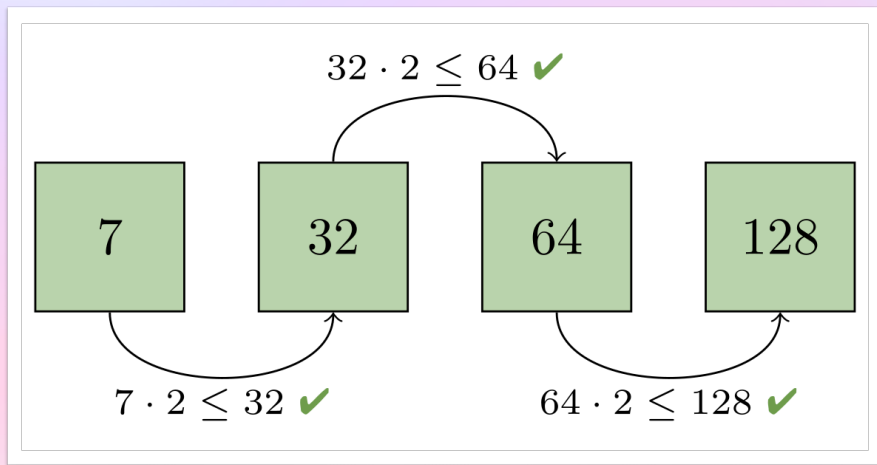 32 · 2 ≤ 64 ✔
7 32 64 128
7 · 2 ≤ 32 ✔ 64 · 2 ≤ 128 ✔